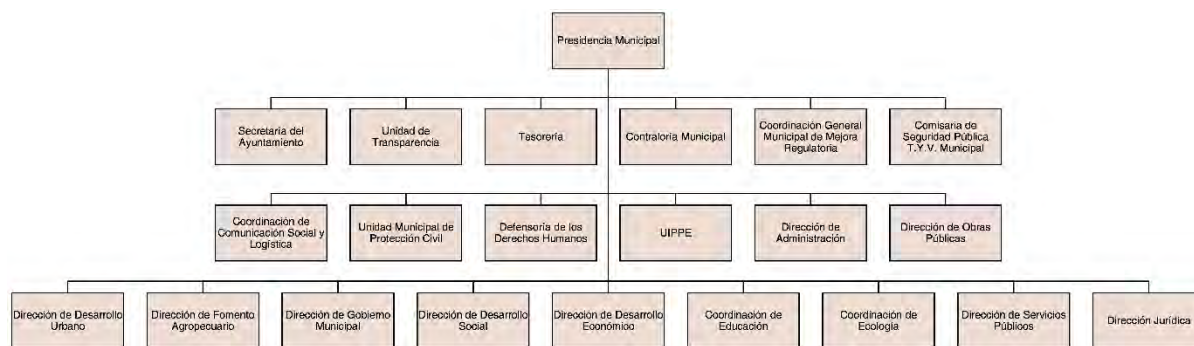 Presidencia Municipal
Secretaría del
Ayuntamiento
Unidad de
Transparencia
Tesorería
Contraloría Municipal
Coordinación General
Municipal de Mejora
Regulatoria
Comisaria de
Seguridad Pública
T.Y.V. Municipal
Coordinación de
Comunicación Social y
Logística
Unidad Municipal de
Protección Civil
Defensoría de los
Derechos Humanos
UIPPE
Dirección de
Administración
Dirección de Obras
Públicas
Dirección de Desarrollo
Urbano
Dirección de Fomento
Agropecuario
Dirección de Gobierno
Municipal
Dirección de Desarrollo
Social
Dirección de Desarrollo
Económico
Coordinación de
Educación
Coordinación de
Ecología
Dirección de Servicios
Públicos
Dirección Jurídica